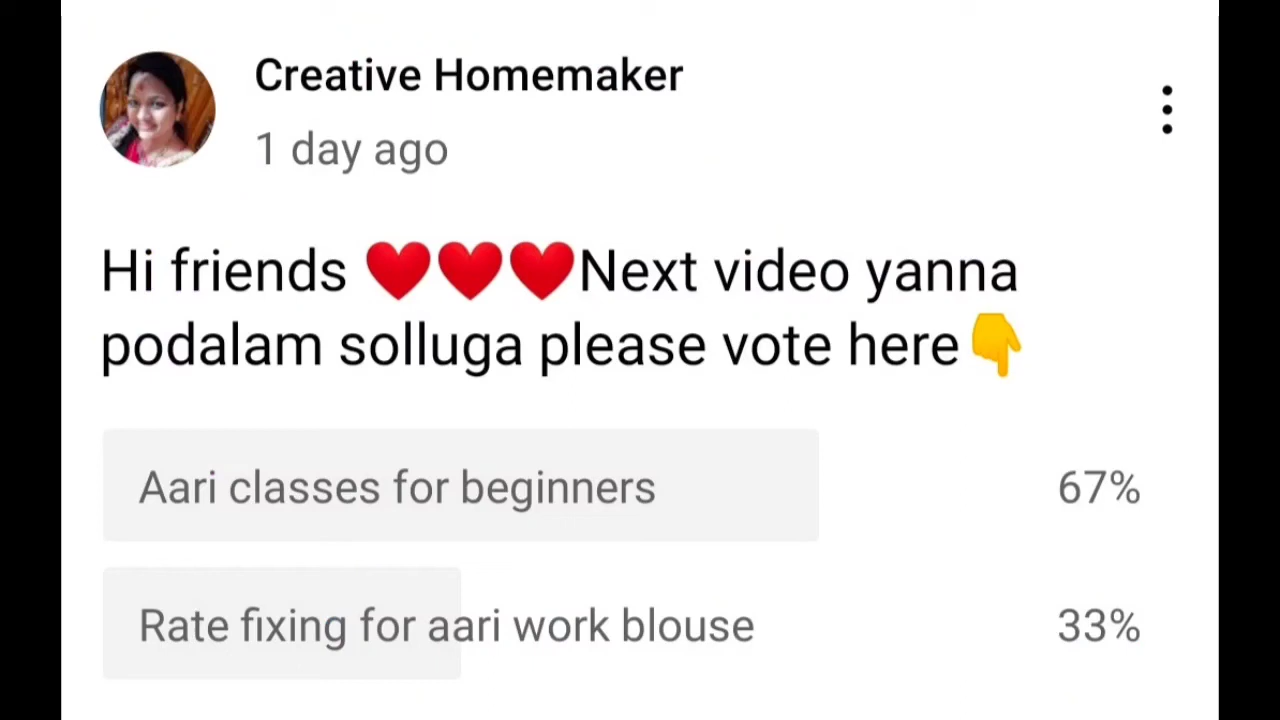 Creative Homemaker
1 day ago
Hi friends ❤️❤️❤️Next video yanna
podalam solluga please vote here👇
Aari classes for beginners 67%
Rate fixing for aari work blouse 33%